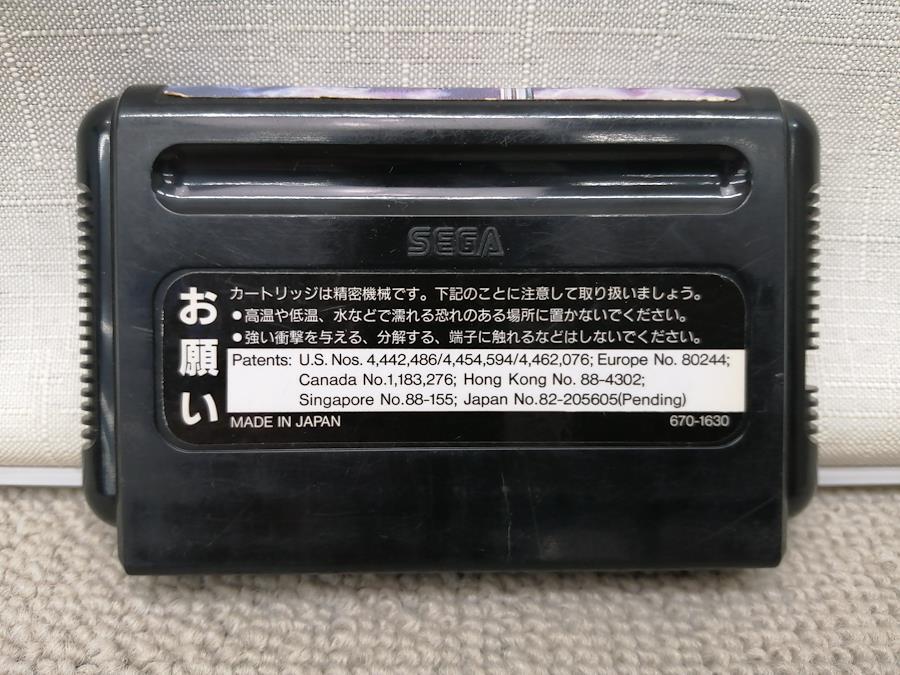 SEGA
お願い
カートリッジは精密機械です。下記のことに注意して取り扱いましょう。
●高温や低温、水などで濡れる恐れのある場所に置かないでください。
●強い衝撃を与える、分解する、端子に触れるなどはしないでください。
Patents: U.S. Nos. 4,442,486/4,454,594/4,462,076; Europe No. 80244;
Canada No.1,183,276; Hong Kong No. 88-4302;
Singapore No.88-155; Japan No.82-205605(Pending)
MADE IN JAPAN 670-1630